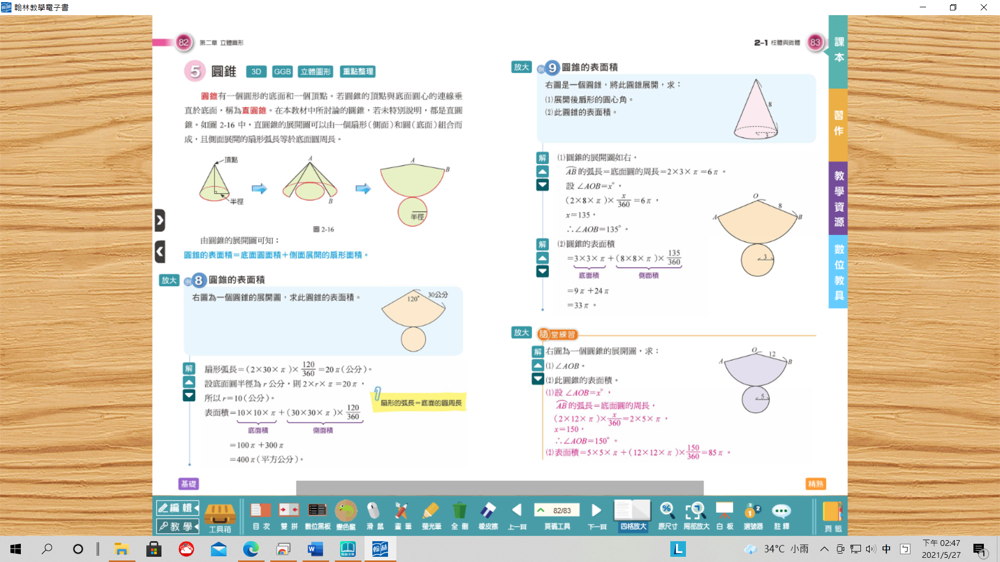 翰林教學電子書
82 第二章 立體圖形
5 圓錐 3D GGB 立體圖形 重點整理
圓錐有一個圓形的底面和一個頂點。若圓錐的頂點與底面圓心的連線垂
直於底面，稱為直圓錐。在本教材中所討論的圓錐，若未特別說明，都是直圓
錐。如圖 2-16 中，直圓錐的展開圖可以由一個扇形(側面)和圓(底面)組合而
成，且側面展開的扇形弧長等於底面圓周長。
頂點
半徑
A
B
A
B
半徑
圖 2-16
由圓錐的展開圖可知：
圓錐的表面積＝底面圓面積＋側面展開的扇形面積。
放大 例 8 圓錐的表面積
右圖為一個圓錐的展開圖，求此圓錐的表面積。
120°
30公分
解 扇形弧長＝(2×30×π)×120/360＝20π(公分)。
設底面圓半徑為 r 公分，則 2×r×π＝20π，
所以 r＝10(公分)。
扇形的弧長＝底面的圓周長
表面積＝10×10×π＋(30×30×π)×120/360
底面積 側面積
＝100π＋300π
＝400π(平方公分)。
基礎
2-1 柱體與錐體 83
放大 例 9 圓錐的表面積
右圖是一個圓錐，將此圓錐展開，求：
(1)展開後扇形的圓心角。
(2)此圓錐的表面積。
8
3
解 (1)圓錐的展開圖如右，
AB 的弧長＝底面圓的周長＝2×3×π＝6π。
設 ∠AOB＝x°，
(2×8×π)×x/360＝6π，
x＝135，
∴∠AOB＝135°。
O
8
A
B
3
解 (2)圓錐的表面積
＝3×3×π＋(8×8×π)×135/360
底面積 側面積
＝9π＋24π
＝33π。
放大 隨堂練習
解 右圖為一個圓錐的展開圖，求：
(1)∠AOB。
(2)此圓錐的表面積。
O
12
A
B
5
(1)設 ∠AOB＝x°，
AB 的弧長＝底面圓的周長，
(2×12×π)×x/360＝2×5×π，
x＝150，
∴∠AOB＝150°。
(2)表面積＝5×5×π＋(12×12×π)×150/360＝85π。
精熟
課本
習作
教學資源
數位教具
編輯
教學
工具箱 目次 雙拼 數位黑板 變色龍 滑鼠 畫筆 螢光筆 全刪 橡皮擦 上一頁 82/83 頁碼工具 下一頁 四格放大 原尺寸 局部放大 白板 選號器 註釋 頁籤
L
34°C 小雨
中
ㄅ
下午 02:47
2021/5/27
1